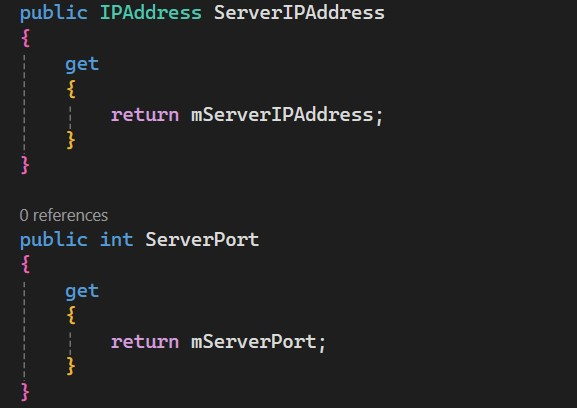 public IPAddress ServerIPAddress
{
get
{
return mServerIPAddress;
}
}
0 references
public int ServerPort
{
get
{
return mServerPort;
}
}